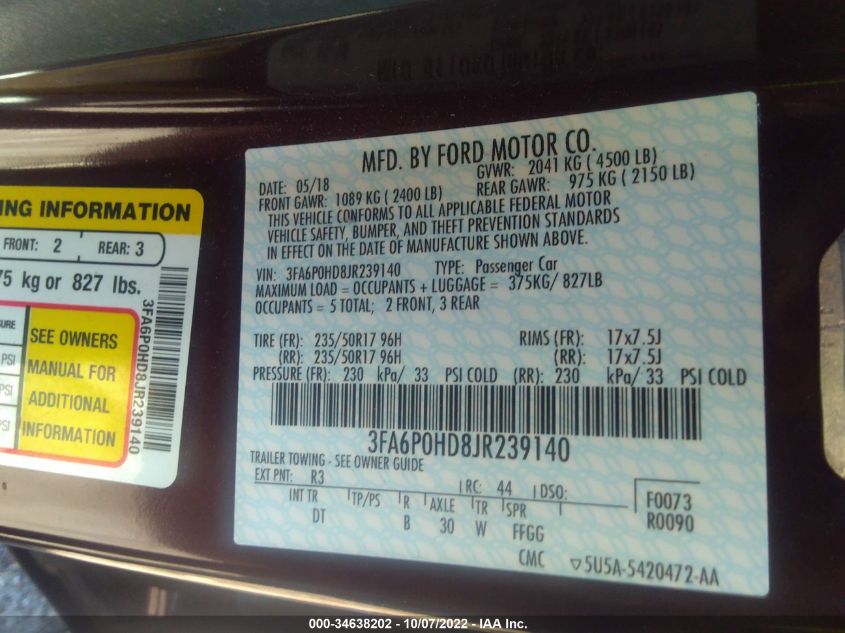 MFD. BY FORD MOTOR CO.
DATE: 05/18 GVWR: 2041 KG ( 4500 LB)
FRONT GAWR: 1089 KG ( 2400 LB) REAR GAWR: 975 KG ( 2150 LB)
THIS VEHICLE CONFORMS TO ALL APPLICABLE FEDERAL MOTOR
VEHICLE SAFETY, BUMPER, AND THEFT PREVENTION STANDARDS
IN EFFECT ON THE DATE OF MANUFACTURE SHOWN ABOVE.
VIN: 3FA6P0HD8JR239140 TYPE: Passenger Car
MAXIMUM LOAD = OCCUPANTS + LUGGAGE = 375KG/ 827LB
OCCUPANTS = 5 TOTAL; 2 FRONT, 3 REAR
TIRE (FR): 235/50R17 96H RIMS (FR): 17x7.5J
(RR): 235/50R17 96H (RR): 17x7.5J
PRESSURE (FR): 230 kPa/ 33 PSI COLD (RR): 230 kPa/ 33 PSI COLD
3FA6P0HD8JR239140
TRAILER TOWING - SEE OWNER GUIDE
EXT PNT: R3 RC: 44 DSO:
INT TR TP/PS R AXLE TR SPR
DT B 30 W FFGG
F0073
R0090
CMC 5U5A-5420472-AA
INFORMATION
FRONT: 2 REAR: 3
kg or 827 lbs.
SEE OWNERS
MANUAL FOR
ADDITIONAL
INFORMATION
PSI
PSI
3FA6P0HD8JR239140
000-34638202 - 10/07/2022 - IAA Inc.